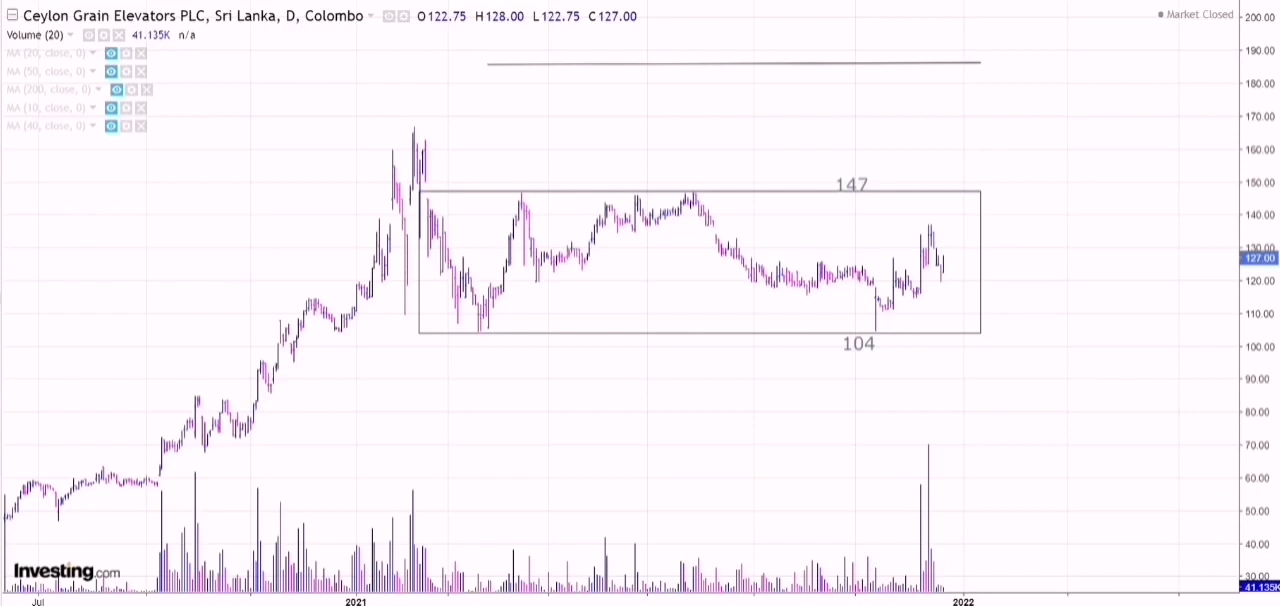 Ceylon Grain Elevators PLC, Sri Lanka, D, Colombo O122.75 H128.00 L122.75 C127.00
Market Closed
Volume (20) 41.135K n/a
MA (20, close, 0)
MA (50, close, 0)
MA (200, close, 0)
MA (10, close, 0)
MA (40, close, 0)
200.00
190.00
180.00
170.00
160.00
150.00
140.00
130.00
127.00
120.00
110.00
100.00
90.00
80.00
70.00
60.00
50.00
40.00
30.00
41.135K
147
104
Investing.com
Jul 2021 2022